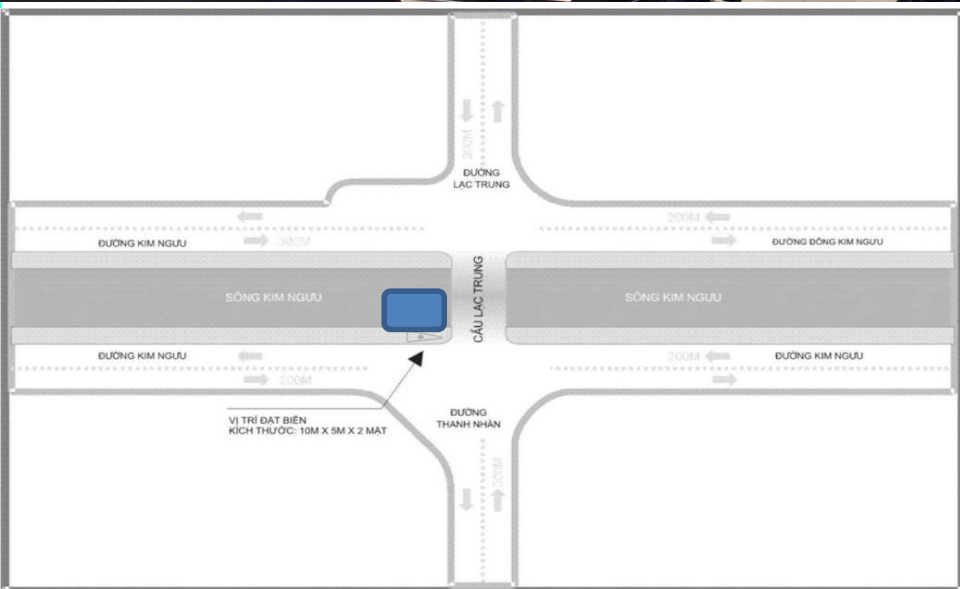 300M
ĐƯỜNG
LẠC TRUNG
200M
300M
ĐƯỜNG KIM NGƯU
ĐƯỜNG ĐÔNG KIM NGƯU
SÔNG KIM NGƯU
CẦU LẠC TRUNG
SÔNG KIM NGƯU
ĐƯỜNG KIM NGƯU
200M
ĐƯỜNG KIM NGƯU
200M
VỊ TRÍ ĐẶT BIỂN
KÍCH THƯỚC: 10M X 5M X 2 MẶT
ĐƯỜNG
THANH NHÀN
300M